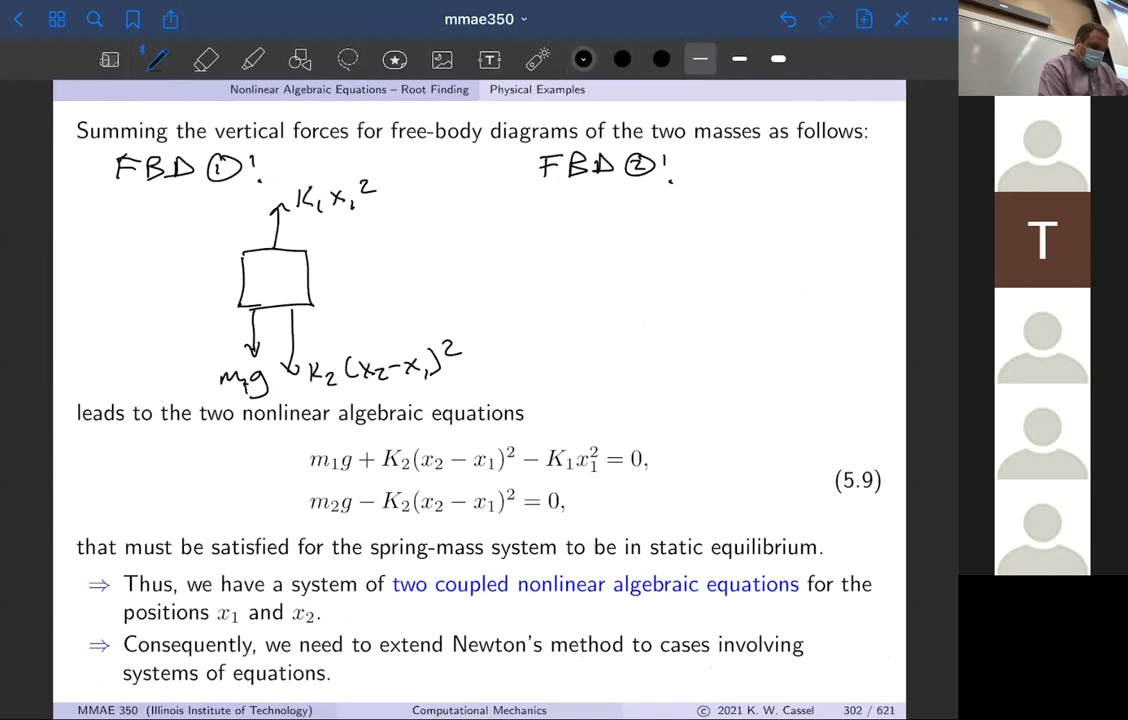 mmae350
Nonlinear Algebraic Equations – Root Finding Physical Examples
Summing the vertical forces for free-body diagrams of the two masses as follows:
FBD ①:
FBD ②:
K₁x₁²
m₁g
K₂(x₂-x₁)²
T
leads to the two nonlinear algebraic equations
m₁g + K₂(x₂ − x₁)² − K₁x₁² = 0,
m₂g − K₂(x₂ − x₁)² = 0,
(5.9)
that must be satisfied for the spring-mass system to be in static equilibrium.
⇒ Thus, we have a system of two coupled nonlinear algebraic equations for the
positions x₁ and x₂.
⇒ Consequently, we need to extend Newton's method to cases involving
systems of equations.
MMAE 350 (Illinois Institute of Technology) Computational Mechanics © 2021 K. W. Cassel 302 / 621